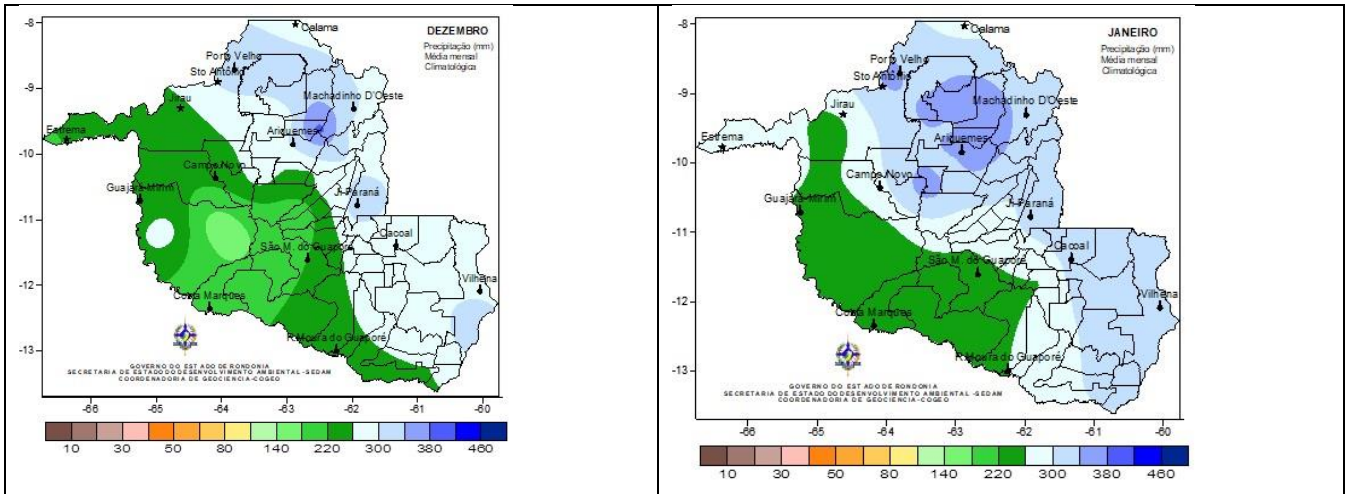 DEZEMBRO
Precipitação (mm)
Média mensal
Climatológica
-8
-9
-10
-11
-12
-13
Calama
Porto Velho
Sto Antônio
Machadinho D'Oeste
Jirau
Ariquemes
Estrema
Campo Novo
Guajará-Mirim
Ji Paraná
Cacoal
São M. do Guaporé
Vilhena
Costa Marques
R.Moura do Guaporé
GOVERNO DO ESTADO DE RONDONIA
SECRETARIA DE ESTADO DO DESENVOLVIMENTO AMBIENTAL -SEDAM
COORDENADORIA DE GEOCIENCIA-COGEO
-66 -65 -64 -63 -62 -61 -60
10 30 50 80 140 220 300 380 460
JANEIRO
Precipitação (mm)
Média mensal
Climatológica
-8
-9
-10
-11
-12
-13
Calama
Porto Velho
Sto Antônio
Machadinho D'Oeste
Jirau
Ariquemes
Estrema
Campo Novo
Guajará-Mirim
Ji Paraná
Cacoal
São M. do Guaporé
Vilhena
Costa Marques
R.Moura do Guaporé
GOVERNO DO ESTADO DE RONDONIA
SECRETARIA DE ESTADO DO DESENVOLVIMENTO AMBIENTAL -SEDAM
COORDENADORIA DE GEOCIENCIA-COGEO
-66 -65 -64 -63 -62 -61 -60
10 30 50 80 140 220 300 380 460